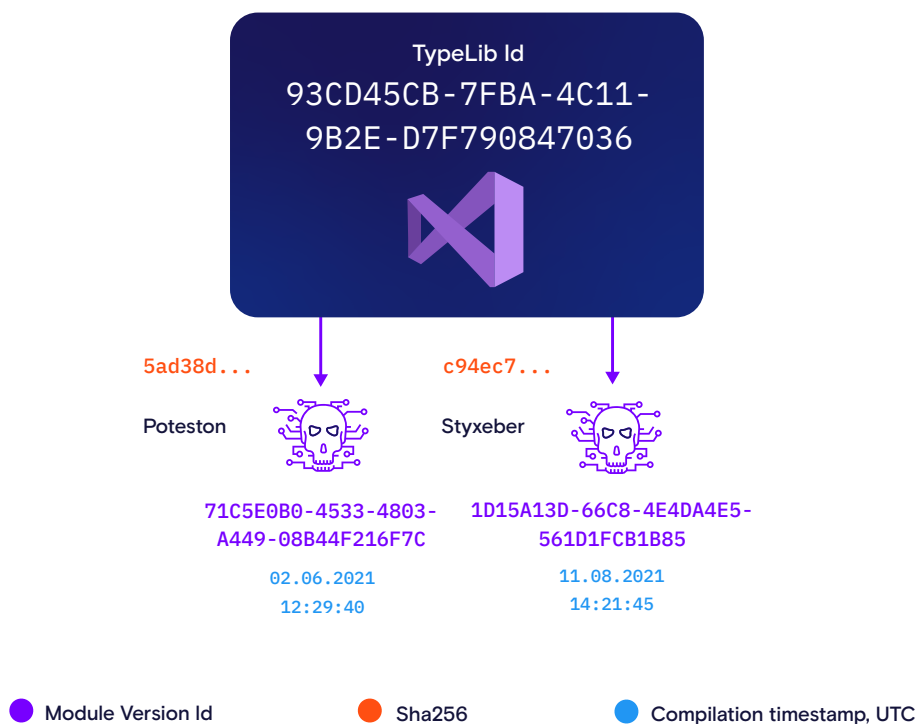 TypeLib Id
93CD45CB-7FBA-4C11-
9B2E-D7F790847036
5ad38d...
c94ec7...
Poteston
Styxeber
71C5E0B0-4533-4803-
A449-08B44F216F7C
1D15A13D-66C8-4E4DA4E5-
561D1FCB1B85
02.06.2021
12:29:40
11.08.2021
14:21:45
Module Version Id
Sha256
Compilation timestamp, UTC